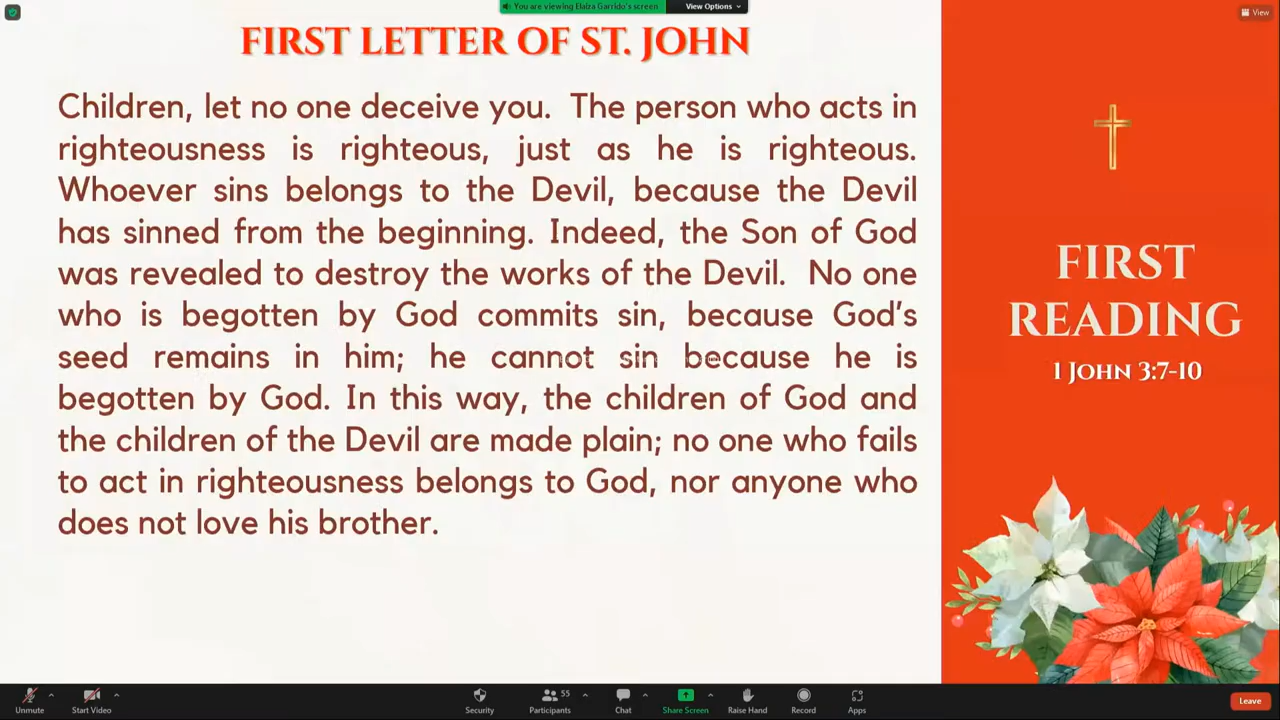 You are viewing Elaiza Garrido's screen
View Options
View
FIRST LETTER OF ST. JOHN
Children, let no one deceive you. The person who acts in
righteousness is righteous, just as he is righteous.
Whoever sins belongs to the Devil, because the Devil
has sinned from the beginning. Indeed, the Son of God
was revealed to destroy the works of the Devil. No one
who is begotten by God commits sin, because God's
seed remains in him; he cannot sin because he is
begotten by God. In this way, the children of God and
the children of the Devil are made plain; no one who fails
to act in righteousness belongs to God, nor anyone who
does not love his brother.
FIRST
READING
1 JOHN 3:7-10
Unmute
Start Video
Security
55
Participants
Chat
Share Screen
Raise Hand
Record
Apps
Leave